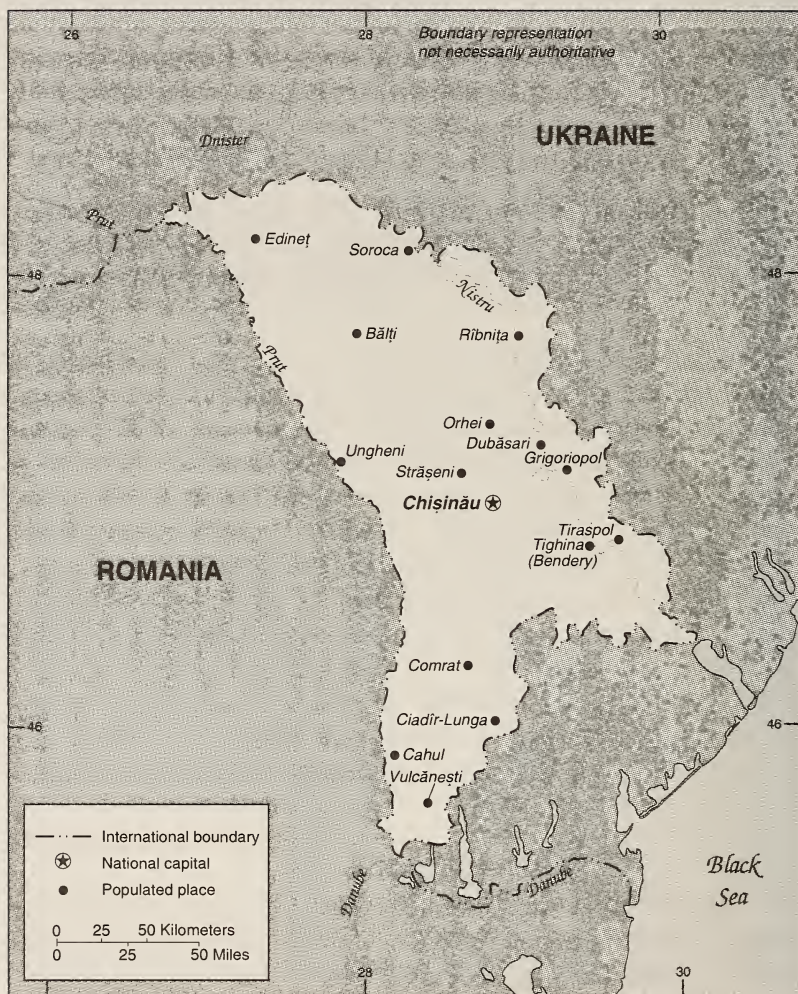 26
28
30
Boundary representation
not necessarily authoritative
Dnister
UKRAINE
Prut
Edineț
Soroca
48
48
Nistru
Bălți
Rîbnița
Prut
Orhei
Dubăsari
Ungheni
Grigoriopol
Strășeni
Chișinău
Tiraspol
Tighina
(Bendery)
ROMANIA
Comrat
Ciadîr-Lunga
46
46
Cahul
Vulcănești
International boundary
National capital
Populated place
0 25 50 Kilometers
0 25 50 Miles
Danube
Danube
Black
Sea
28
30